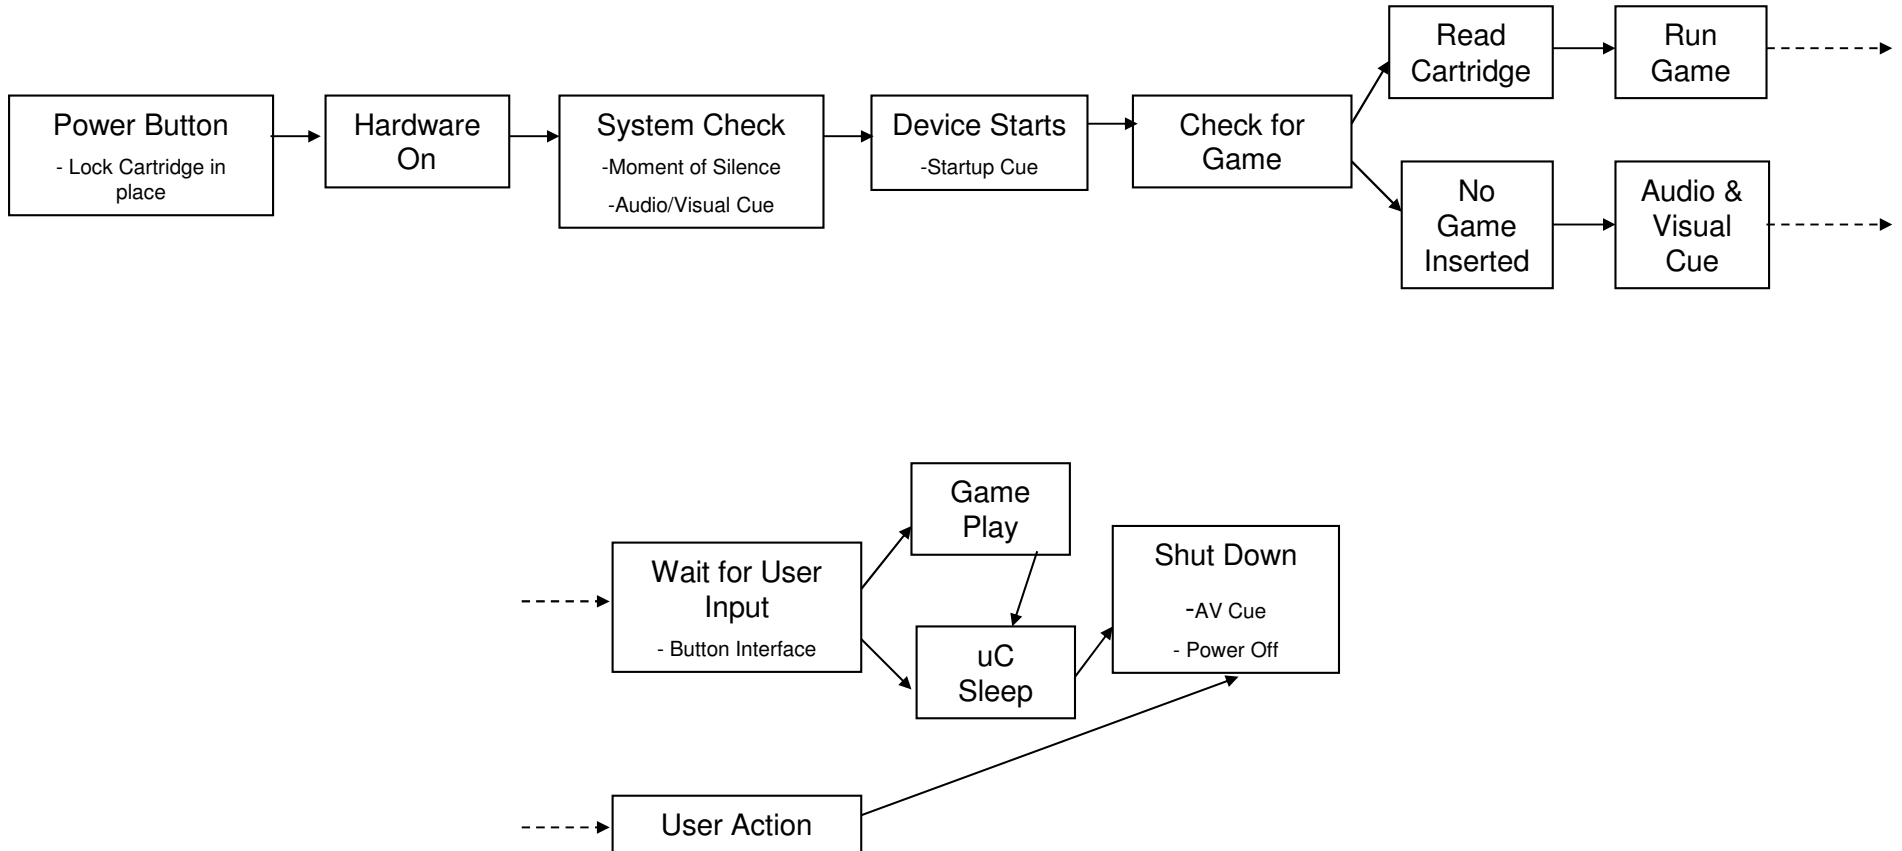 Power Button
- Lock Cartridge in
place
Hardware
On
System Check
-Moment of Silence
-Audio/Visual Cue
Device Starts
-Startup Cue
Check for
Game
Read
Cartridge
Run
Game
No
Game
Inserted
Audio &
Visual
Cue
Wait for User
Input
- Button Interface
Game
Play
uC
Sleep
Shut Down
-AV Cue
- Power Off
User Action